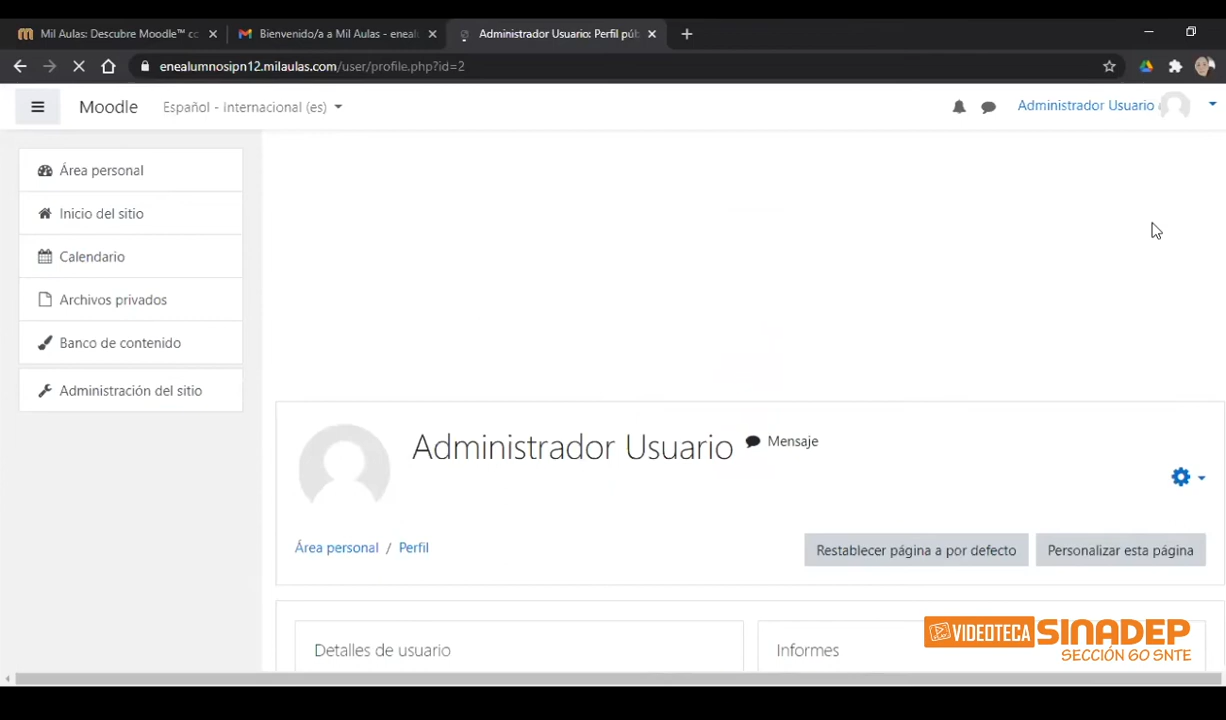 Mil Aulas: Descubre Moodle™ cc
Bienvenido/a a Mil Aulas - eneal
Administrador Usuario: Perfil púb
enealumnosipn12.milaulas.com/user/profile.php?id=2
Moodle
Español - Internacional (es)
Administrador Usuario
Área personal
Inicio del sitio
Calendario
Archivos privados
Banco de contenido
Administración del sitio
Administrador Usuario
Mensaje
Área personal / Perfil
Restablecer página a por defecto
Personalizar esta página
Detalles de usuario
Informes
VIDEOTECA SINADEP
SECCIÓN 60 SNTE